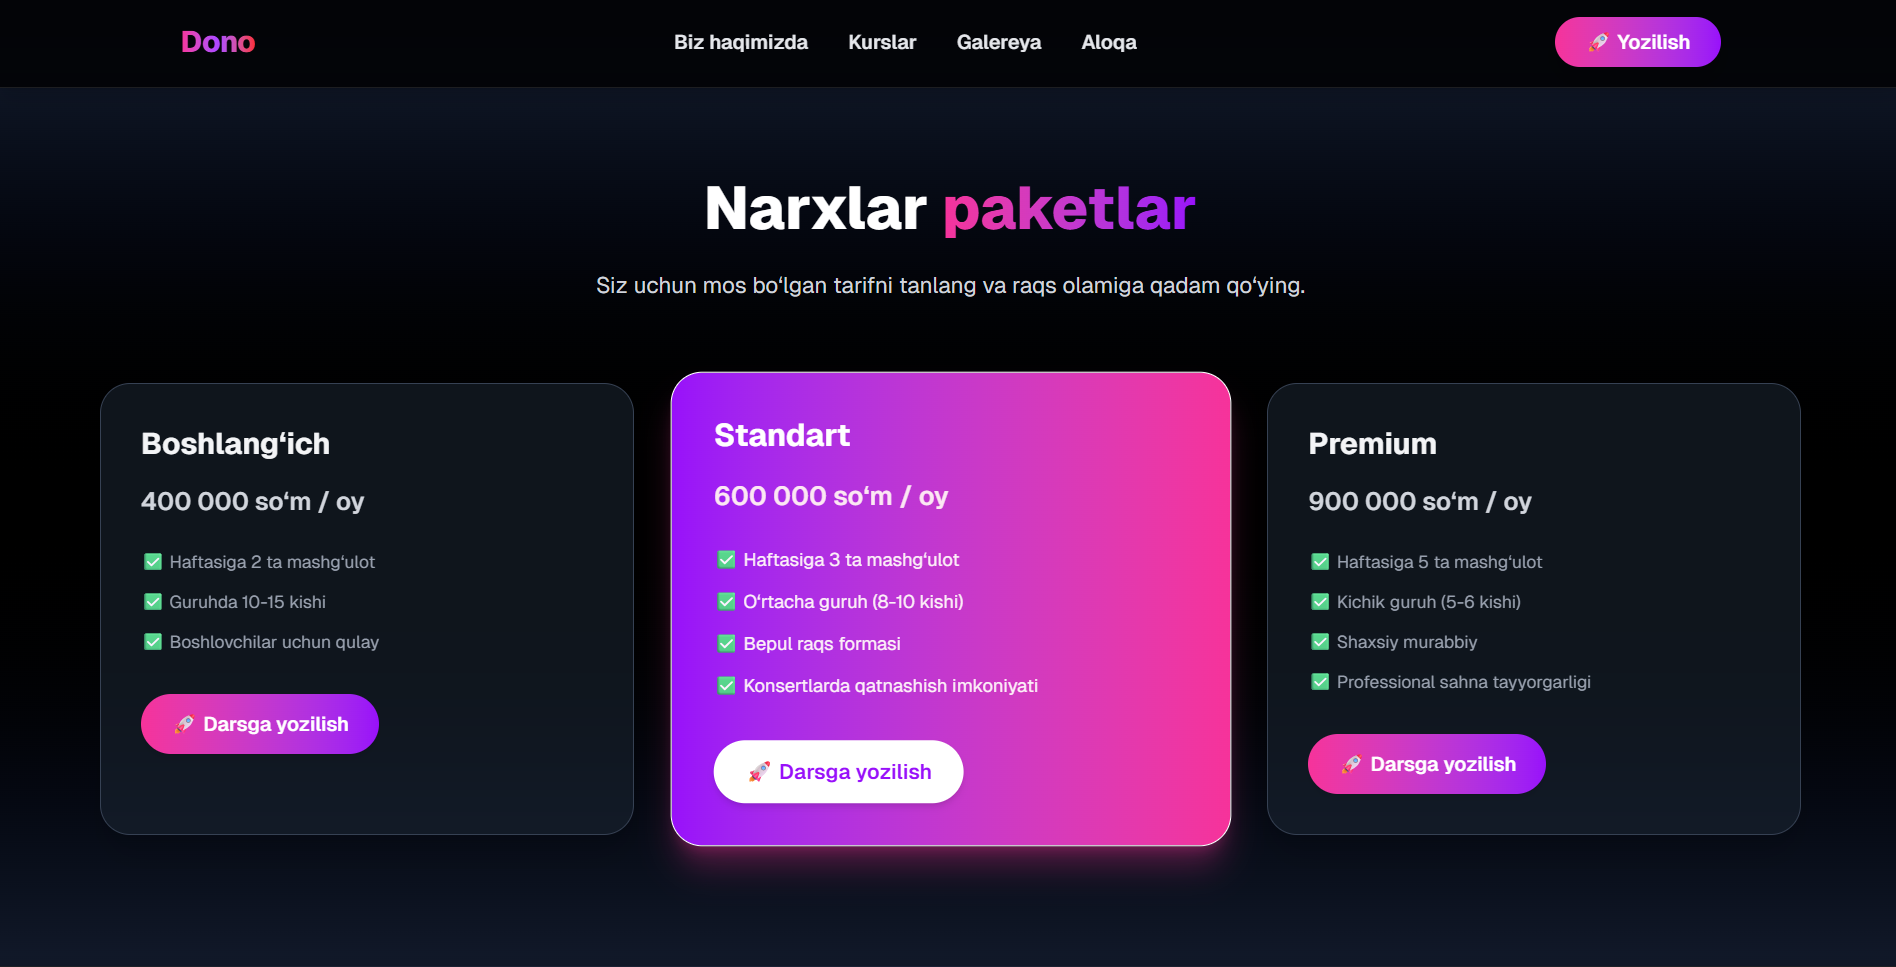 Dono
Biz haqimizda
Kurslar
Galereya
Aloqa
🚀 Yozilish
Narxlar paketlar
Siz uchun mos bo‘lgan tarifni tanlang va raqs olamiga qadam qo‘ying.
Boshlang‘ich
400 000 so‘m / oy
✅ Haftasiga 2 ta mashg‘ulot
✅ Guruhda 10-15 kishi
✅ Boshlovchilar uchun qulay
🚀 Darsga yozilish
Standart
600 000 so‘m / oy
✅ Haftasiga 3 ta mashg‘ulot
✅ O‘rtacha guruh (8-10 kishi)
✅ Bepul raqs formasi
✅ Konsertlarda qatnashish imkoniyati
🚀 Darsga yozilish
Premium
900 000 so‘m / oy
✅ Haftasiga 5 ta mashg‘ulot
✅ Kichik guruh (5-6 kishi)
✅ Shaxsiy murabbiy
✅ Professional sahna tayyorgarligi
🚀 Darsga yozilish